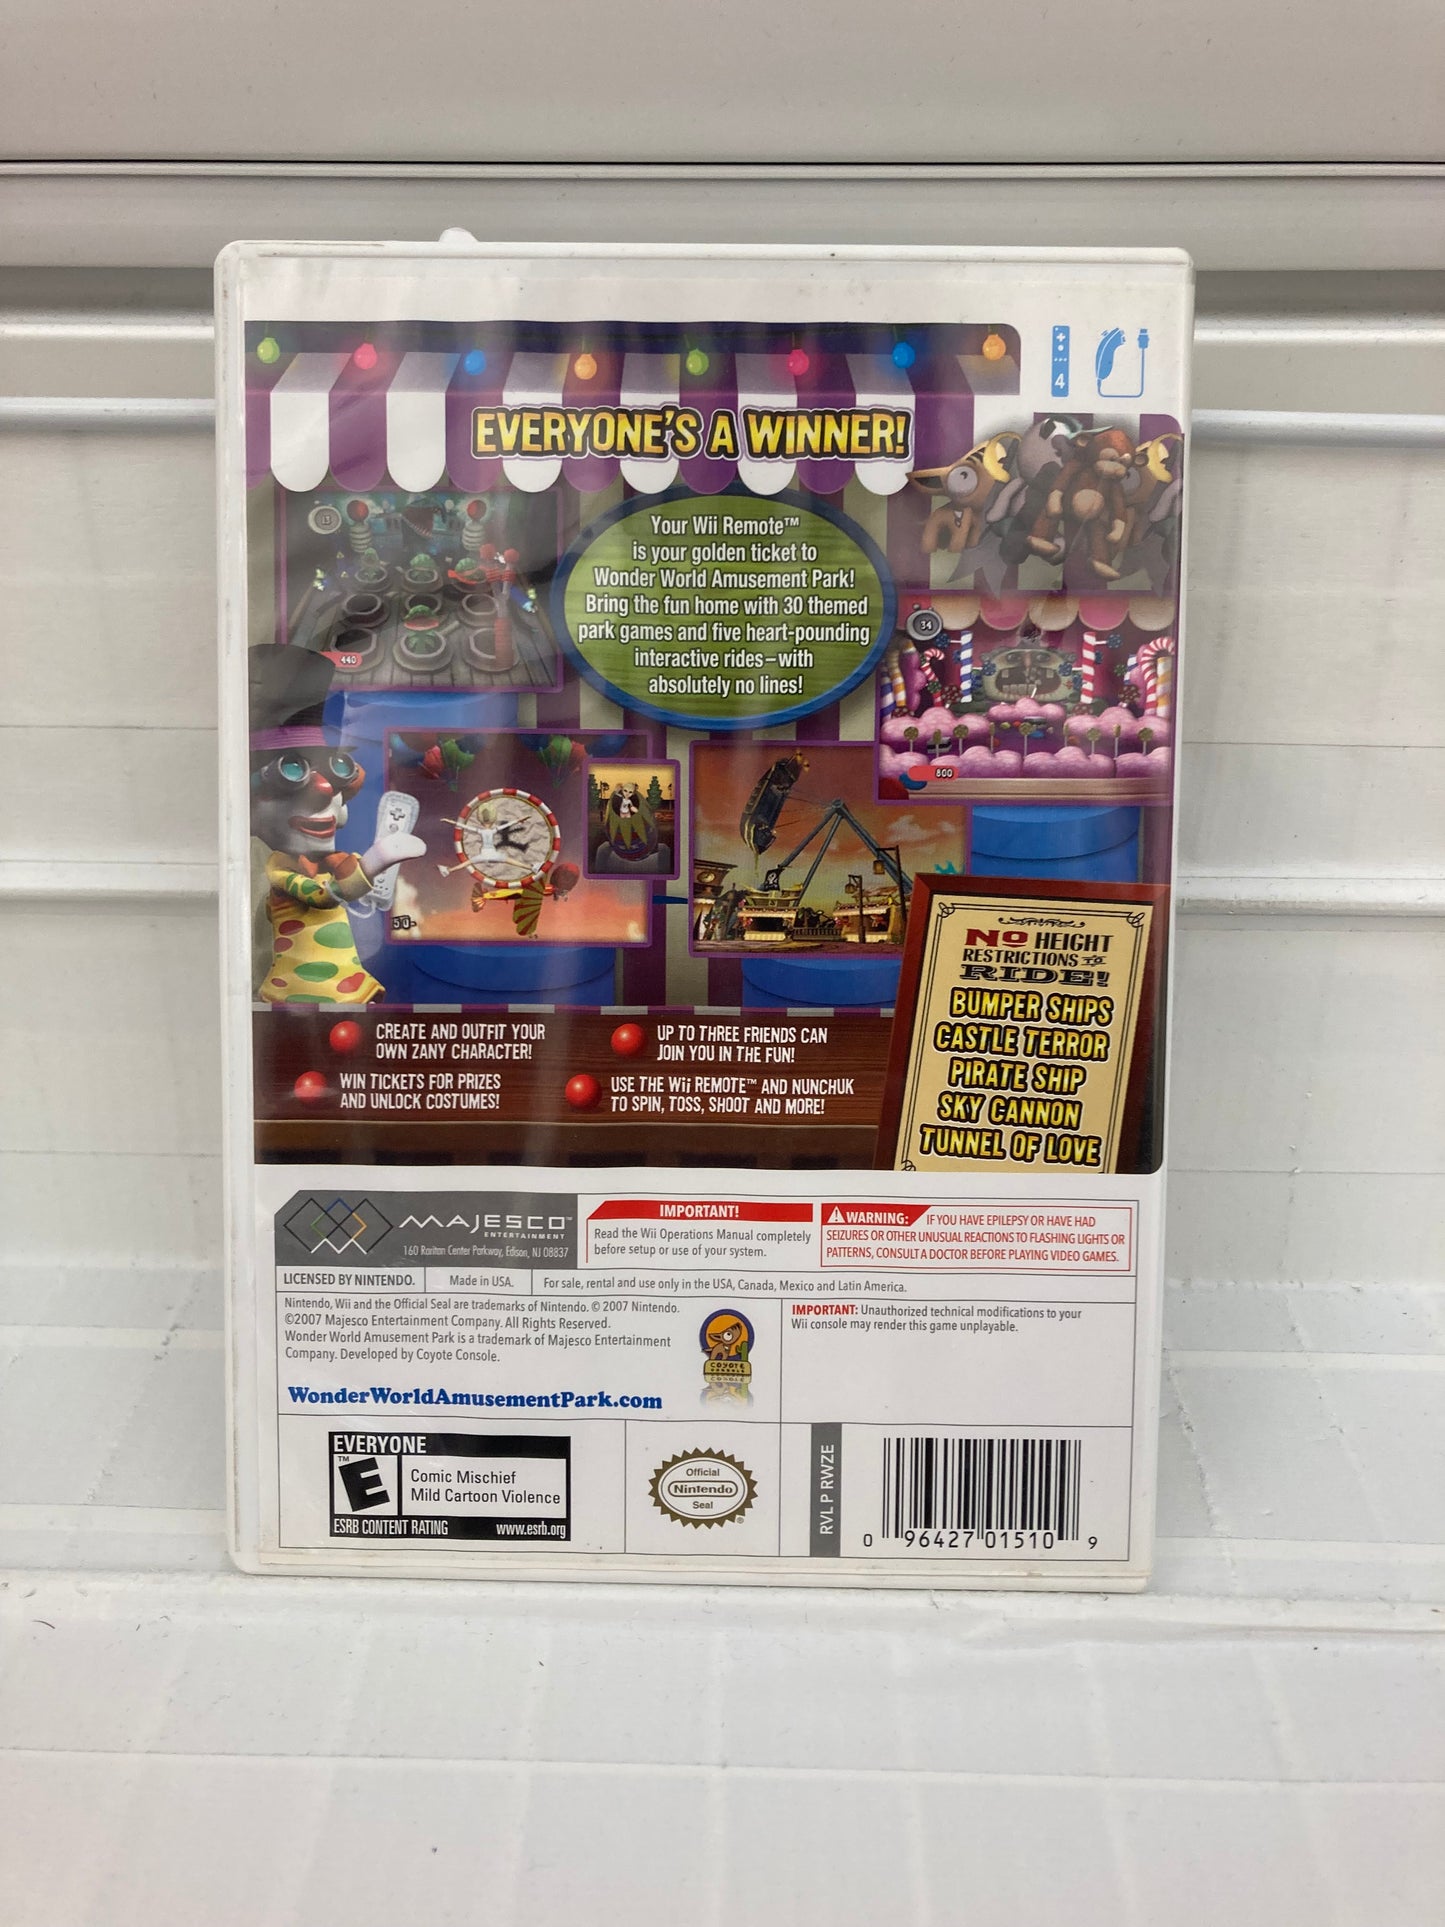 4
EVERYONE'S A WINNER!
Your Wii Remote™
is your golden ticket to
Wonder World Amusement Park!
Bring the fun home with 30 themed
park games and five heart-pounding
interactive rides–with
absolutely no lines!
13
440
34
800
50
NO HEIGHT
RESTRICTIONS TO
RIDE!
BUMPER SHIPS
CASTLE TERROR
PIRATE SHIP
SKY CANNON
TUNNEL OF LOVE
CREATE AND OUTFIT YOUR
OWN ZANY CHARACTER!
WIN TICKETS FOR PRIZES
AND UNLOCK COSTUMES!
UP TO THREE FRIENDS CAN
JOIN YOU IN THE FUN!
USE THE Wii REMOTE™ AND NUNCHUK
TO SPIN, TOSS, SHOOT AND MORE!
MAJESCO™
ENTERTAINMENT
160 Raritan Center Parkway, Edison, NJ 08837
IMPORTANT!
Read the Wii Operations Manual completely
before setup or use of your system.
WARNING: IF YOU HAVE EPILEPSY OR HAVE HAD
SEIZURES OR OTHER UNUSUAL REACTIONS TO FLASHING LIGHTS OR
PATTERNS, CONSULT A DOCTOR BEFORE PLAYING VIDEO GAMES.
LICENSED BY NINTENDO.
Made in USA.
For sale, rental and use only in the USA, Canada, Mexico and Latin America.
Nintendo, Wii and the Official Seal are trademarks of Nintendo. © 2007 Nintendo.
©2007 Majesco Entertainment Company. All Rights Reserved.
Wonder World Amusement Park is a trademark of Majesco Entertainment
Company. Developed by Coyote Console.
WonderWorldAmusementPark.com
COYOTE
CONSOLE
IMPORTANT: Unauthorized technical modifications to your
Wii console may render this game unplayable.
EVERYONE
™
E
Comic Mischief
Mild Cartoon Violence
ESRB CONTENT RATING www.esrb.org
Official
Nintendo
Seal
®
RVL P RWZE
0 96427 01510 9